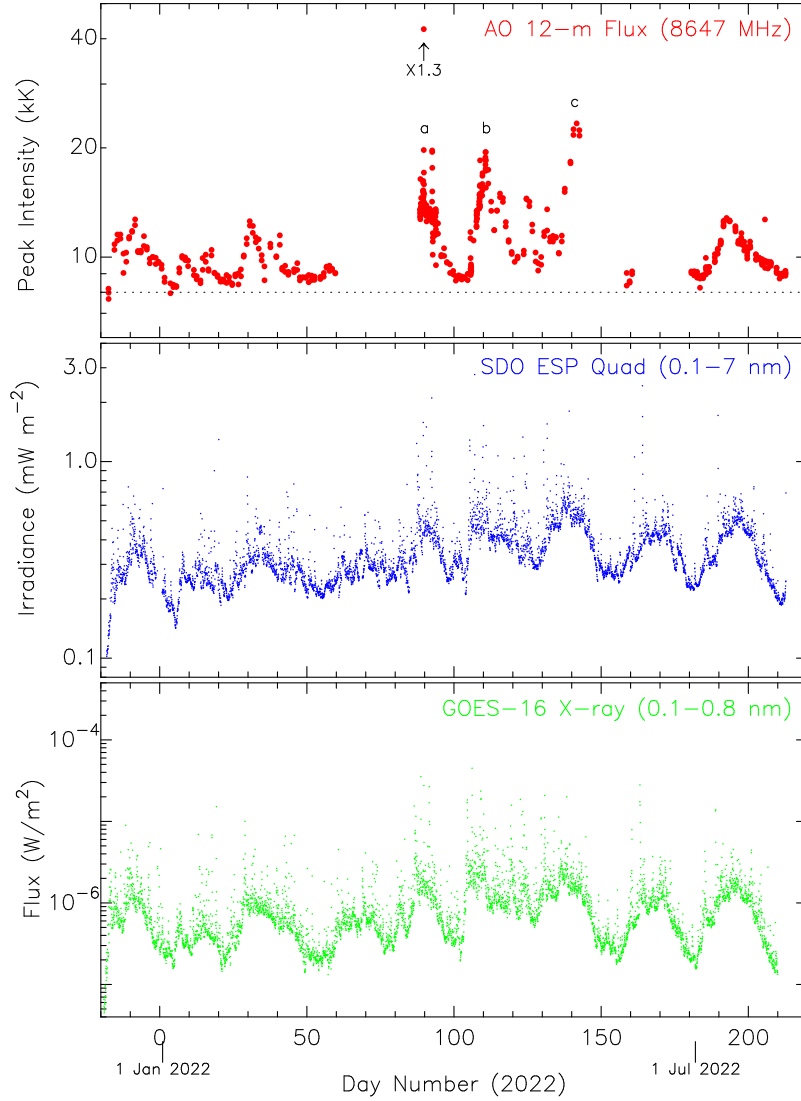 AO 12-m Flux (8647 MHz)
Peak Intensity (kK)
40
20
10
X1.3
a
b
c
SDO ESP Quad (0.1-7 nm)
Irradiance (mW m−2)
3.0
1.0
0.1
GOES-16 X-ray (0.1-0.8 nm)
Flux (W/m2)
10−4
10−6
0 50 100 150 200
1 Jan 2022
1 Jul 2022
Day Number (2022)